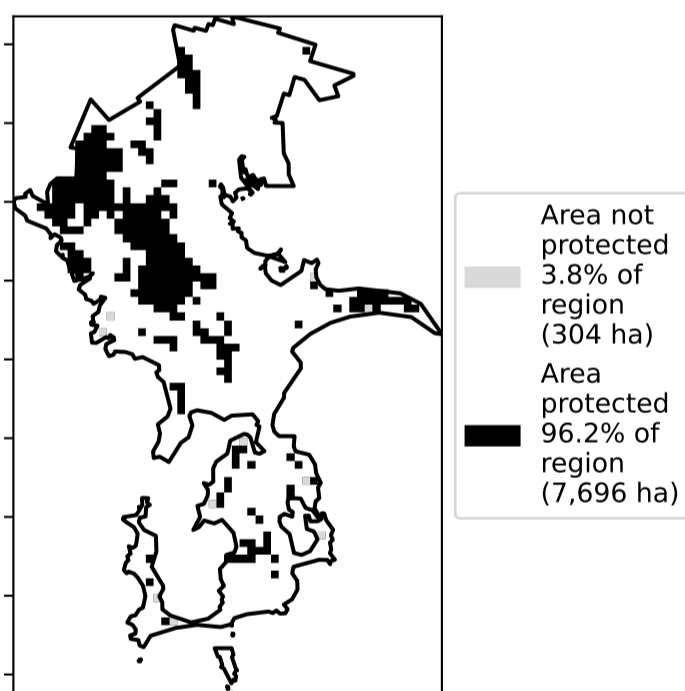 Area not
protected
3.8% of
region
(304 ha)
Area
protected
96.2% of
region
(7,696 ha)